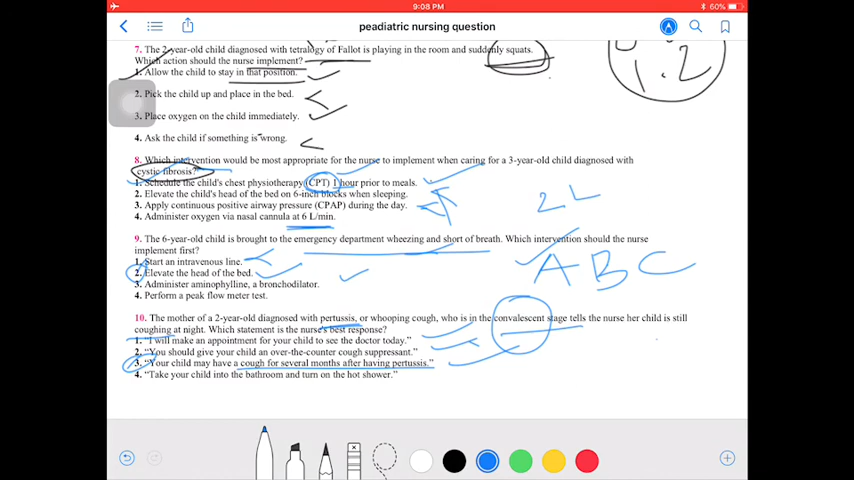 9:08 PM
60%
peadiatric nursing question
7. The 2-year-old child diagnosed with tetralogy of Fallot is playing in the room and suddenly squats.
Which action should the nurse implement?
1. Allow the child to stay in that position.
2. Pick the child up and place in the bed.
3. Place oxygen on the child immediately.
4. Ask the child if something is wrong.
1.2
8. Which intervention would be most appropriate for the nurse to implement when caring for a 3-year-old child diagnosed with
cystic fibrosis?
1. Schedule the child's chest physiotherapy (CPT) 1 hour prior to meals.
2. Elevate the child's head of the bed on 6-inch blocks when sleeping.
3. Apply continuous positive airway pressure (CPAP) during the day.
4. Administer oxygen via nasal cannula at 6 L/min.
2 L
9. The 6-year-old child is brought to the emergency department wheezing and short of breath. Which intervention should the nurse
implement first?
1. Start an intravenous line.
2. Elevate the head of the bed.
3. Administer aminophylline, a bronchodilator.
4. Perform a peak flow meter test.
A B C
10. The mother of a 2-year-old diagnosed with pertussis, or whooping cough, who is in the convalescent stage tells the nurse her child is still
coughing at night. Which statement is the nurse's best response?
1. "I will make an appointment for your child to see the doctor today."
2. "You should give your child an over-the-counter cough suppressant."
3. "Your child may have a cough for several months after having pertussis."
4. "Take your child into the bathroom and turn on the hot shower."